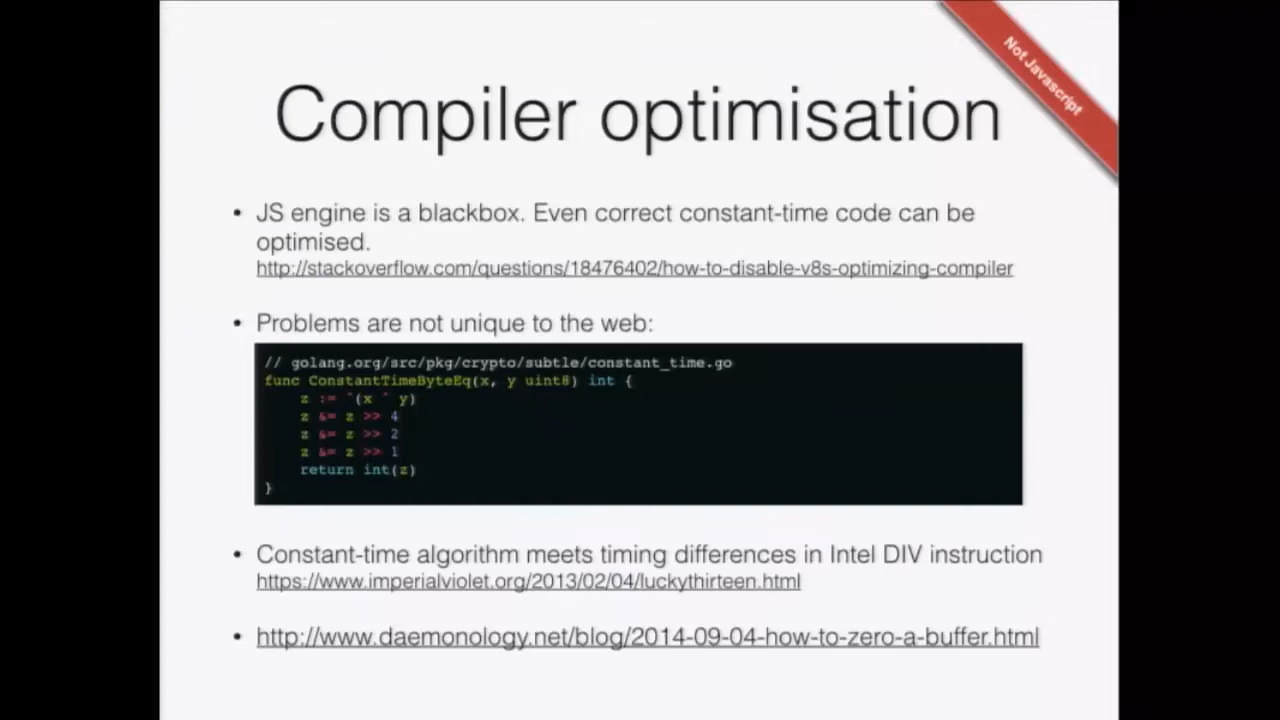 Not Javascript
Compiler optimisation
• JS engine is a blackbox. Even correct constant-time code can be
optimised.
http://stackoverflow.com/questions/18476402/how-to-disable-v8s-optimizing-compiler
• Problems are not unique to the web:
// golang.org/src/pkg/crypto/subtle/constant_time.go
func ConstantTimeByteEq(x, y uint8) int {
z := ^(x ^ y)
z &= z >> 4
z &= z >> 2
z &= z >> 1
return int(z)
}
• Constant-time algorithm meets timing differences in Intel DIV instruction
https://www.imperialviolet.org/2013/02/04/luckythirteen.html
• http://www.daemonology.net/blog/2014-09-04-how-to-zero-a-buffer.html